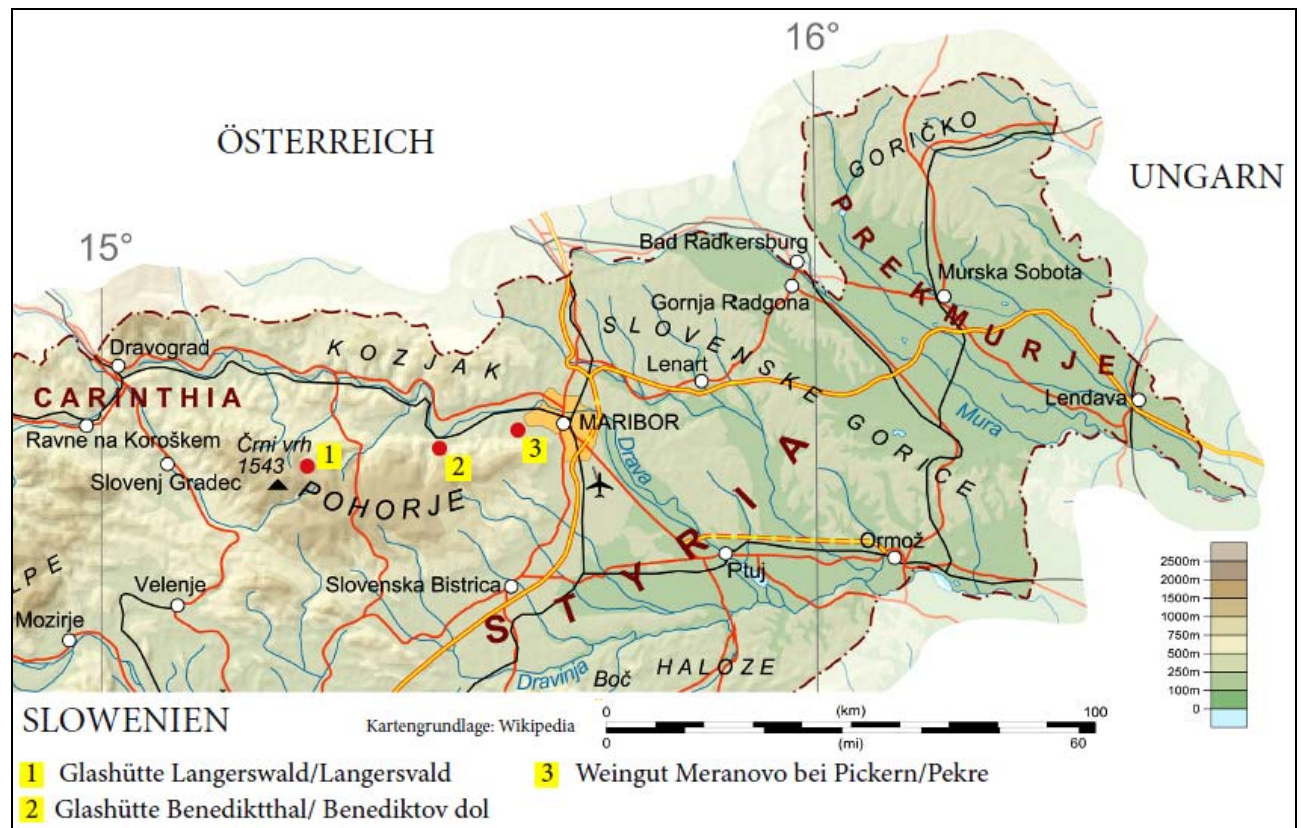 16°
15°
ÖSTERREICH
UNGARN
GORIČKO
PREKMURJE
Bad Radkersburg
Murska Sobota
Gornja Radgona
SLOVENSKE GORICE
Dravograd
KOZJAK
Lenart
CARINTHIA
Lendava
MARIBOR
Mura
Ravne na Koroškem
Črni vrh
1543
1
2
3
Slovenj Gradec
POHORJE
Drava
STYRIA
Ormož
Ptuj
LPE
Velenje
Slovenska Bistrica
Mozirje
Dravinja
Boč
HALOZE
2500m
2000m
1500m
1000m
750m
500m
250m
100m
0
SLOWENIEN
Kartengrundlage: Wikipedia
0 (km) 100
0 (mi) 60
1 Glashütte Langerswald/Langersvald
3 Weingut Meranovo bei Pickern/Pekre
2 Glashütte Benediktthal/ Benediktov dol